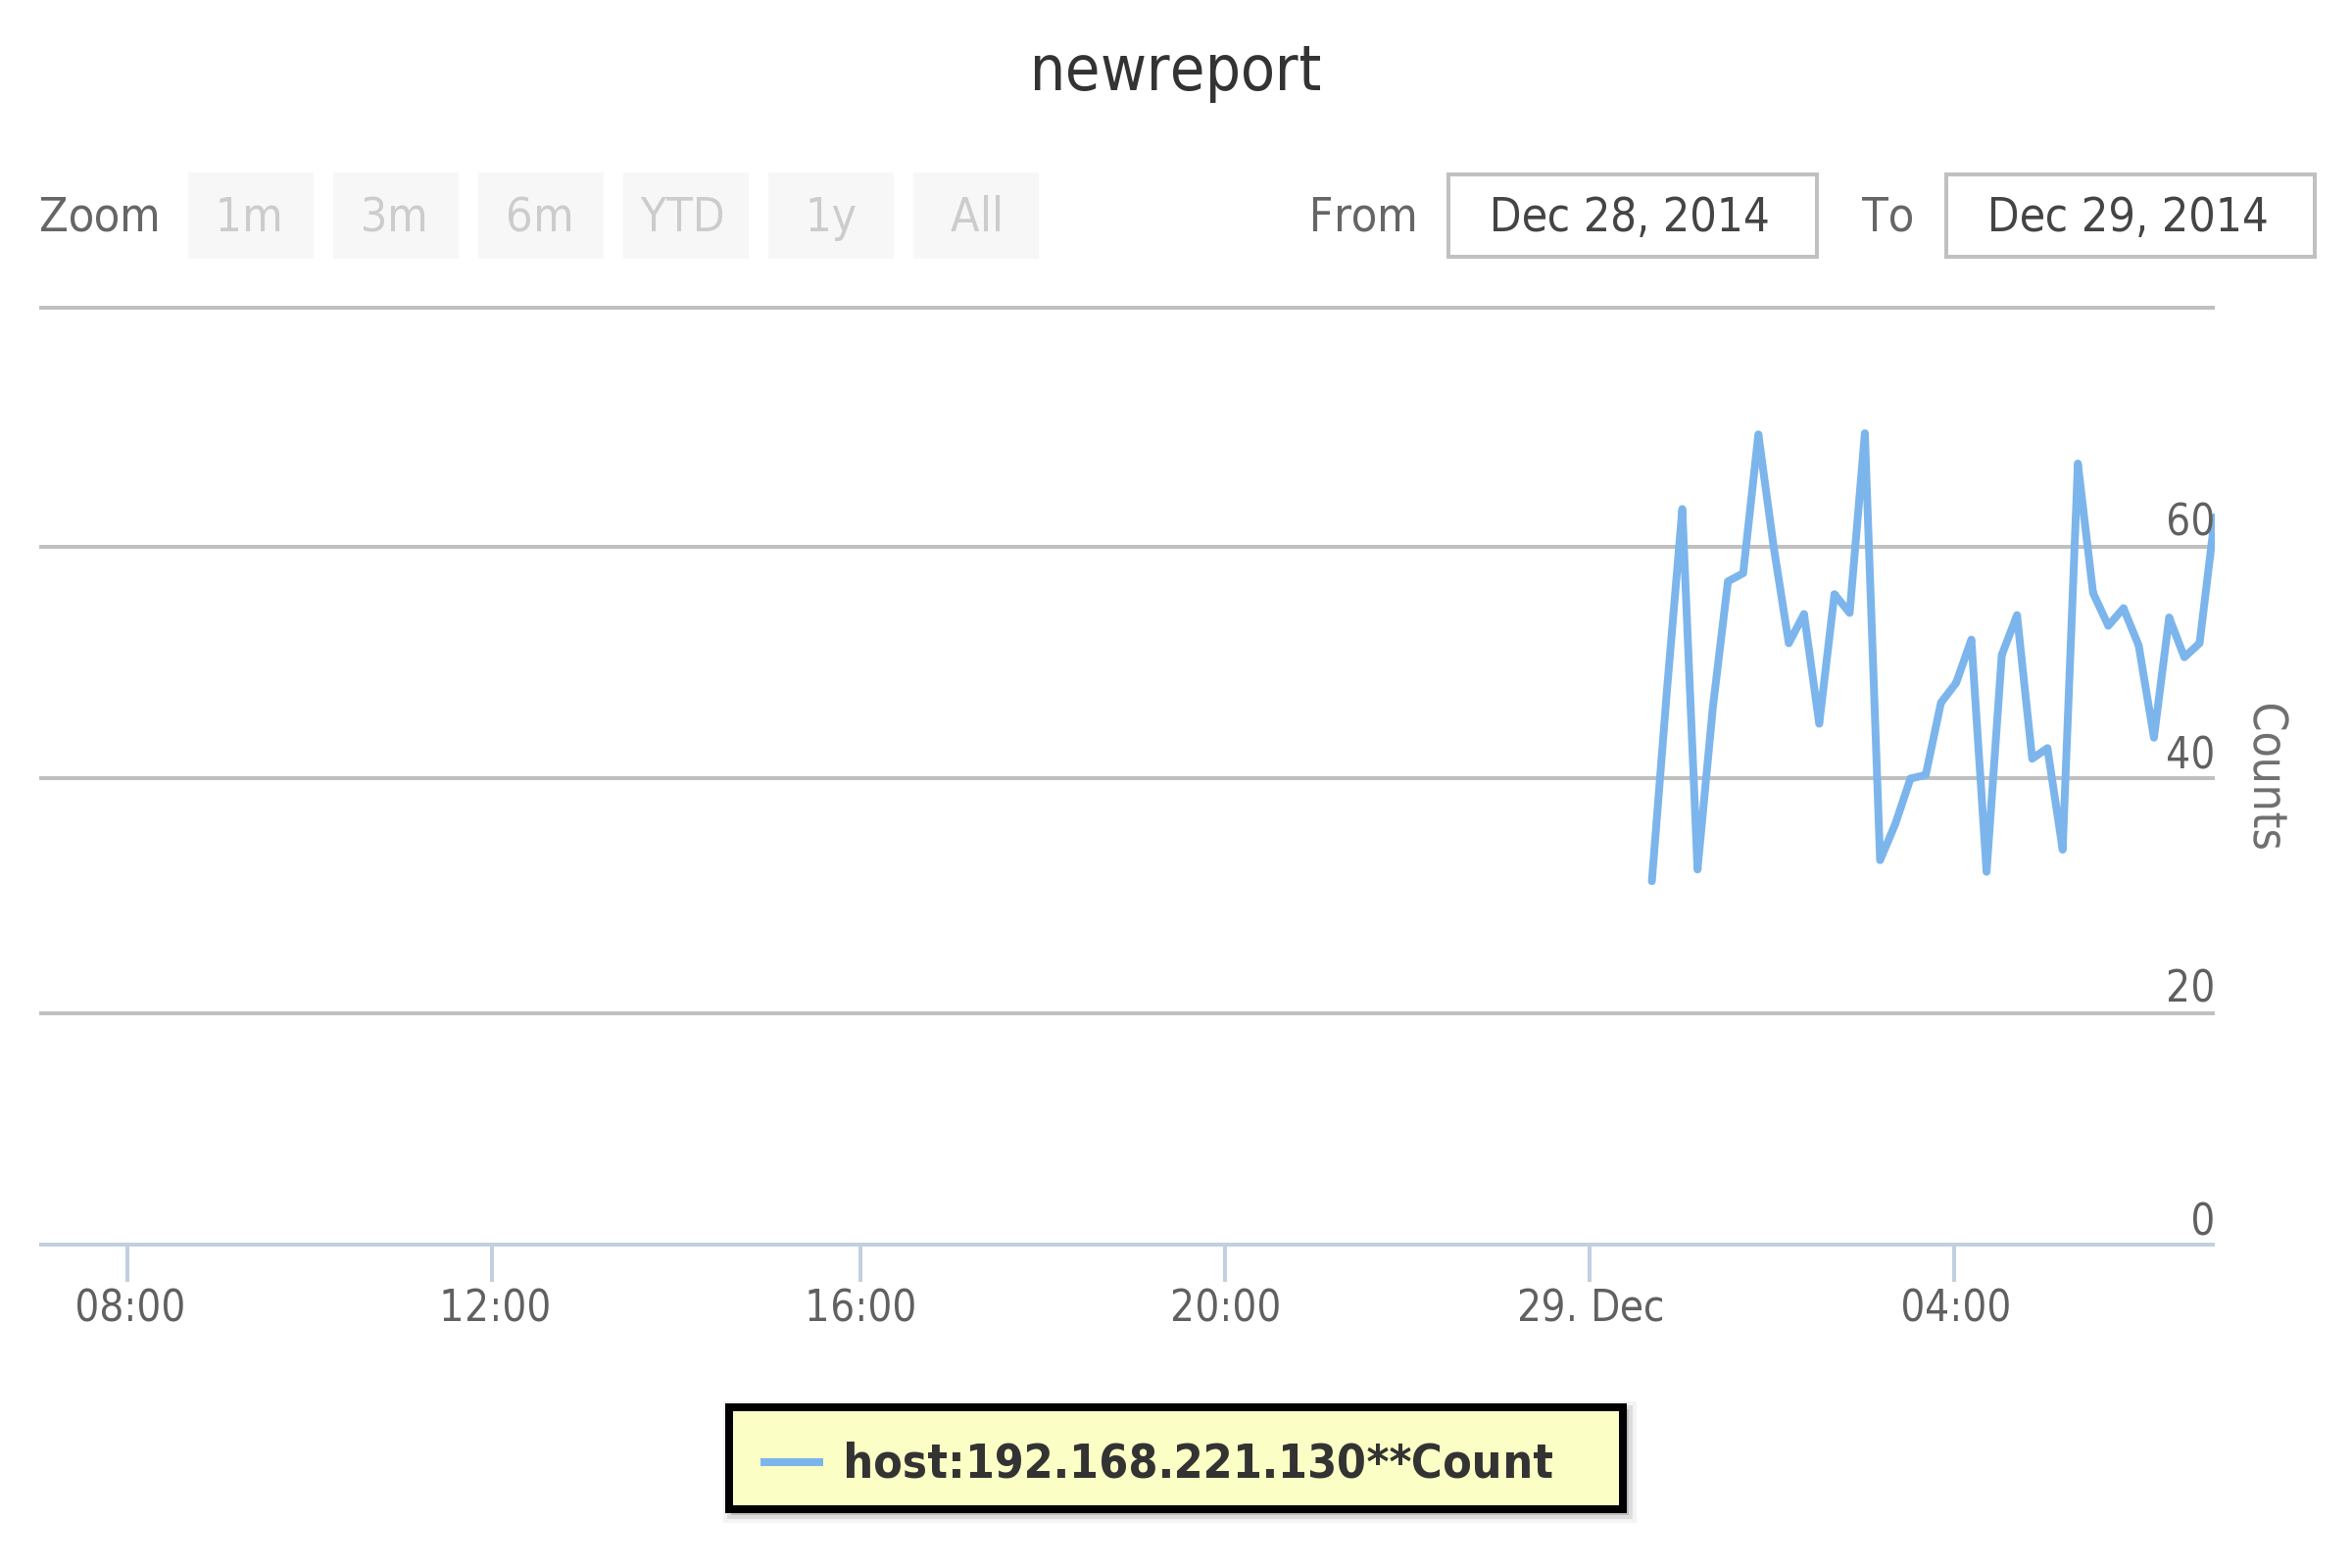 newreport
Zoom 1m 3m 6m YTD 1y All From Dec 28, 2014 To Dec 29, 2014
60
40
20
0
Counts
08:00 12:00 16:00 20:00 29. Dec 04:00
host:192.168.221.130**Count